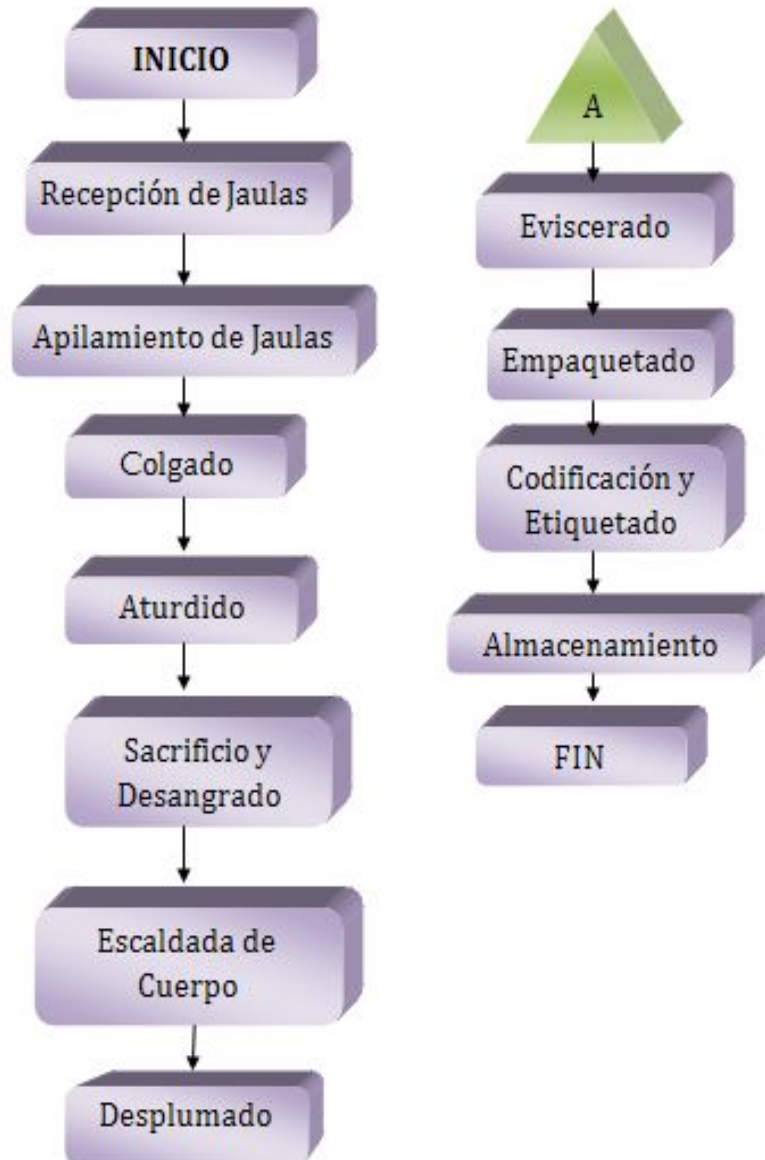 INICIO
Recepción de Jaulas
Apilamiento de Jaulas
Colgado
Aturdido
Sacrificio y
Desangrado
Escaldada de
Cuerpo
Desplumado
A
Eviscerado
Empaquetado
Codificación y
Etiquetado
Almacenamiento
FIN